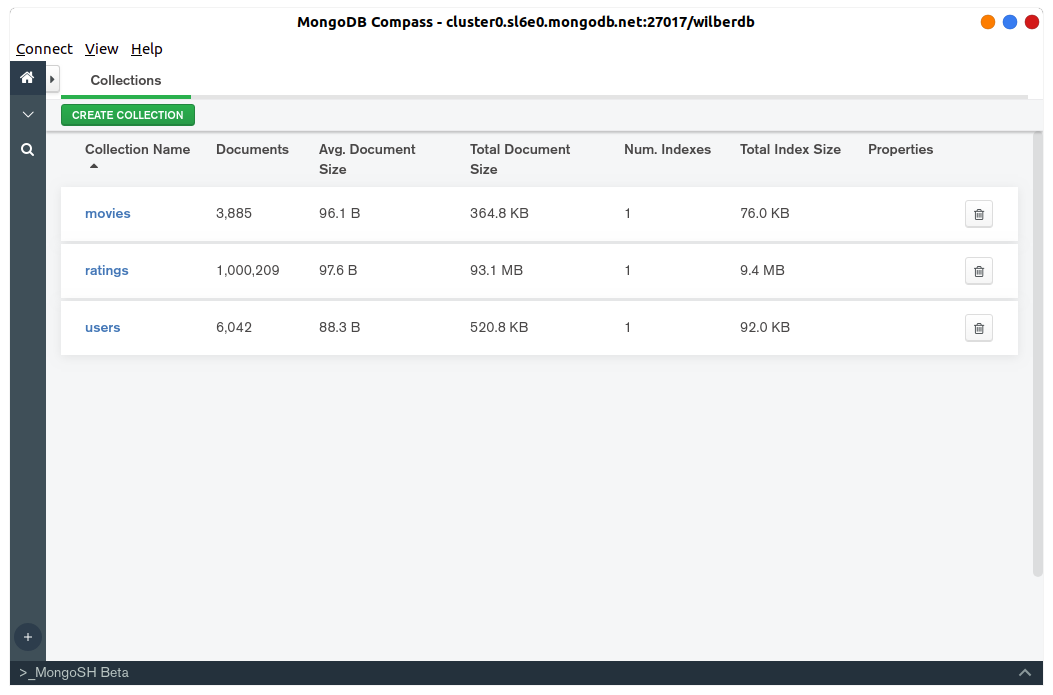 MongoDB Compass - cluster0.sl6e0.mongodb.net:27017/wilberdb
Connect View Help
Collections
CREATE COLLECTION
Collection Name Documents Avg. Document Size Total Document Size Num. Indexes Total Index Size Properties
movies 3,885 96.1 B 364.8 KB 1 76.0 KB
ratings 1,000,209 97.6 B 93.1 MB 1 9.4 MB
users 6,042 88.3 B 520.8 KB 1 92.0 KB
>_MongoSH Beta